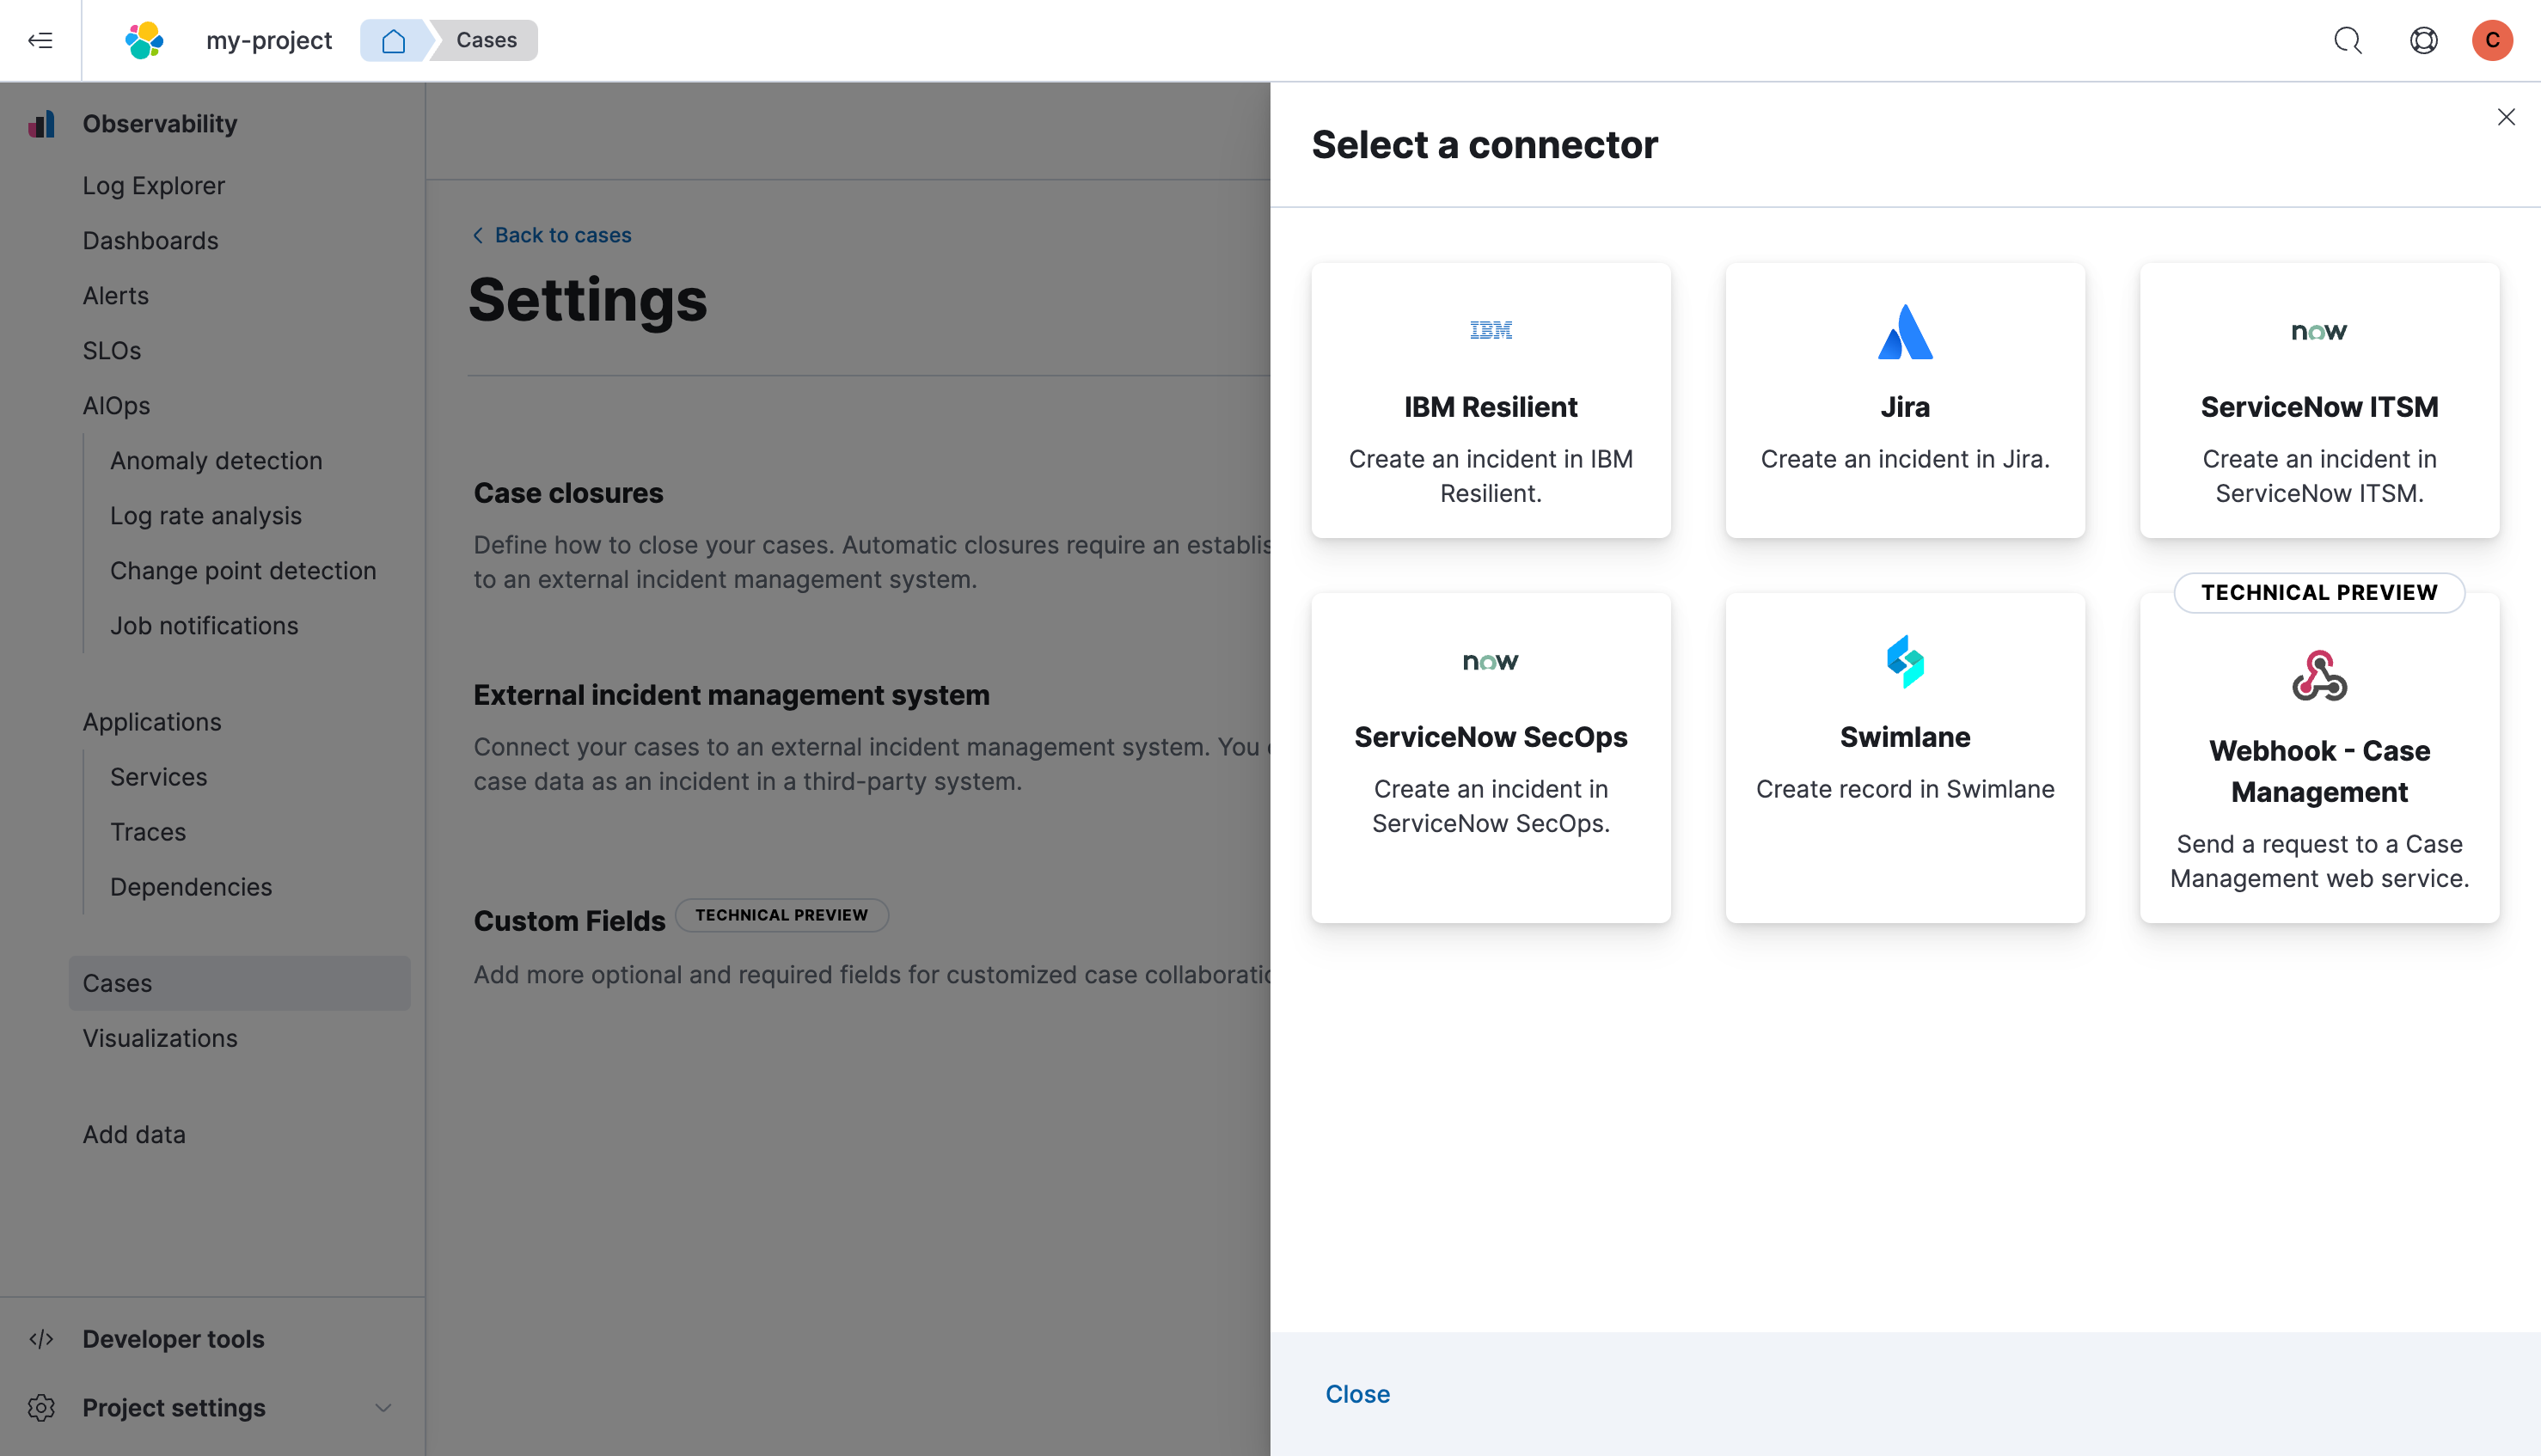 my-project
Cases
C
Observability
Log Explorer
Dashboards
Alerts
SLOs
AIOps
Anomaly detection
Log rate analysis
Change point detection
Job notifications
Applications
Services
Traces
Dependencies
Cases
Visualizations
Add data
Developer tools
Project settings
Back to cases
Settings
Case closures
Define how to close your cases. Automatic closures require an
to an external incident management system.
External incident management system
Connect your cases to an external incident management system. You
case data as an incident in a third-party system.
Custom Fields
TECHNICAL PREVIEW
Add more optional and required fields for customized case
Select a connector
IBM
IBM Resilient
Create an incident in IBM
Resilient.
Jira
Create an incident in Jira.
now
ServiceNow ITSM
Create an incident in
ServiceNow ITSM.
now
ServiceNow SecOps
Create an incident in
ServiceNow SecOps.
Swimlane
Create record in Swimlane
TECHNICAL PREVIEW
Webhook - Case
Management
Send a request to a Case
Management web service.
Close